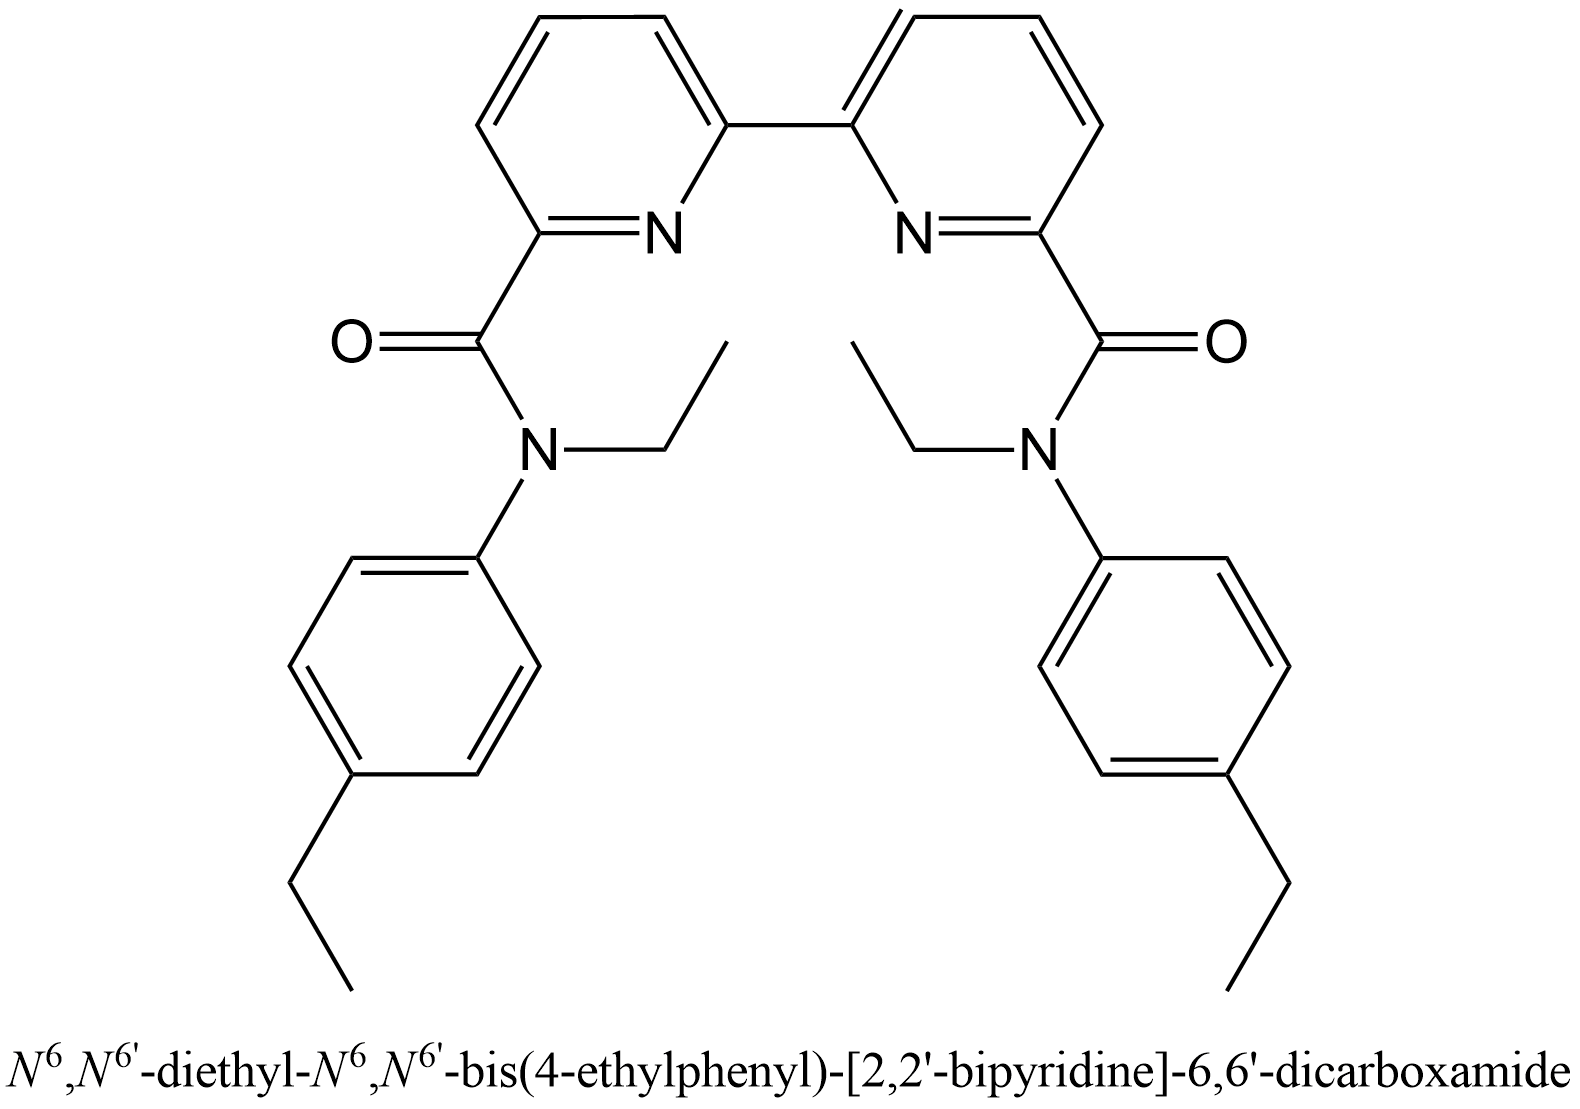 N N
O O
N N
N⁶,N⁶'-diethyl-N⁶,N⁶'-bis(4-ethylphenyl)-[2,2'-bipyridine]-6,6'-dicarboxamide